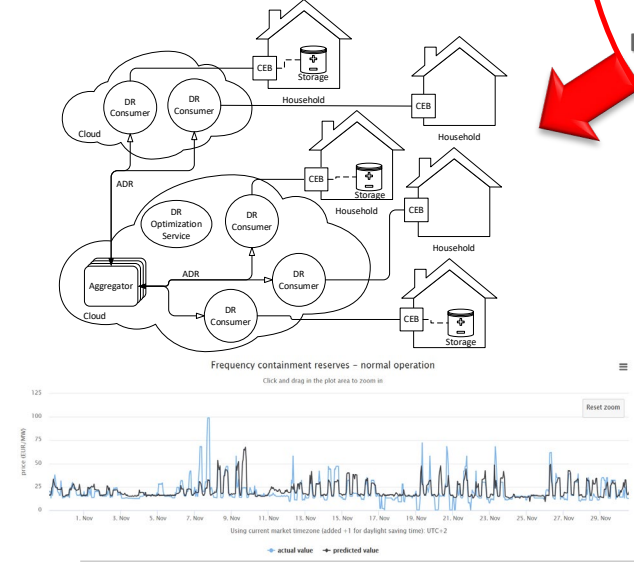 CEB
Storage
DR
Consumer
DR
Consumer
Household
CEB
Cloud
Household
CEB
Storage
ADR
Household
CEB
DR
Optimization
Service
DR
Consumer
Household
Aggregator
ADR
DR
Consumer
Cloud
DR
Consumer
CEB
Storage
Frequency containment reserves – normal operation
Click and drag in the plot area to zoom in
Reset zoom
price (EUR/MW)
125
100
75
50
25
0
1. Nov 3. Nov 5. Nov 7. Nov 9. Nov 11. Nov 13. Nov 15. Nov 17. Nov 19. Nov 21. Nov 23. Nov 25. Nov 27. Nov 29. Nov
Using current market timezone (added +1 for daylight saving time): UTC+2
actual value predicted value